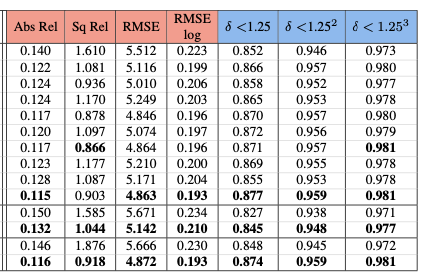 Abs Rel Sq Rel RMSE RMSE log δ <1.25 δ <1.25² δ < 1.25³
0.140 1.610 5.512 0.223 0.852 0.946 0.973
0.122 1.081 5.116 0.199 0.866 0.957 0.980
0.124 0.936 5.010 0.206 0.858 0.952 0.977
0.124 1.170 5.249 0.203 0.865 0.953 0.978
0.117 0.878 4.846 0.196 0.870 0.957 0.980
0.120 1.097 5.074 0.197 0.872 0.956 0.979
0.117 0.866 4.864 0.196 0.871 0.957 0.981
0.123 1.177 5.210 0.200 0.869 0.955 0.978
0.128 1.087 5.171 0.204 0.855 0.953 0.978
0.115 0.903 4.863 0.193 0.877 0.959 0.981
0.150 1.585 5.671 0.234 0.827 0.938 0.971
0.132 1.044 5.142 0.210 0.845 0.948 0.977
0.146 1.876 5.666 0.230 0.848 0.945 0.972
0.116 0.918 4.872 0.193 0.874 0.959 0.981